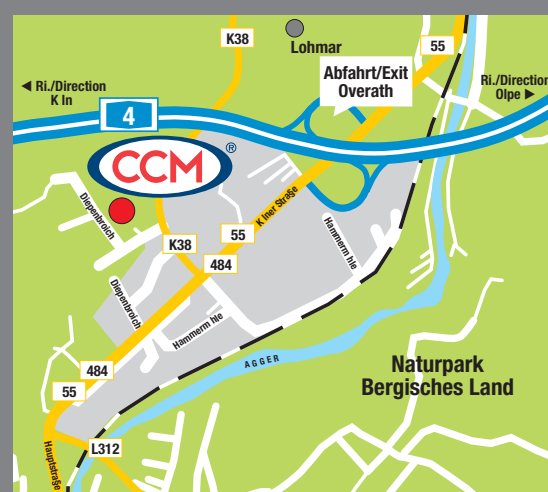 K38
Lohmar
55
◄ Ri./Direction
K ln
Abfahrt/Exit
Overath
Ri./Direction
Olpe ►
4
CCM®
Diepenbroich
K lner Straße
55
K38
484
Hammerm hle
Diepenbroich
Hammerm hle
484
55
AGGER
Naturpark
Bergisches Land
L312
Hauptstraße